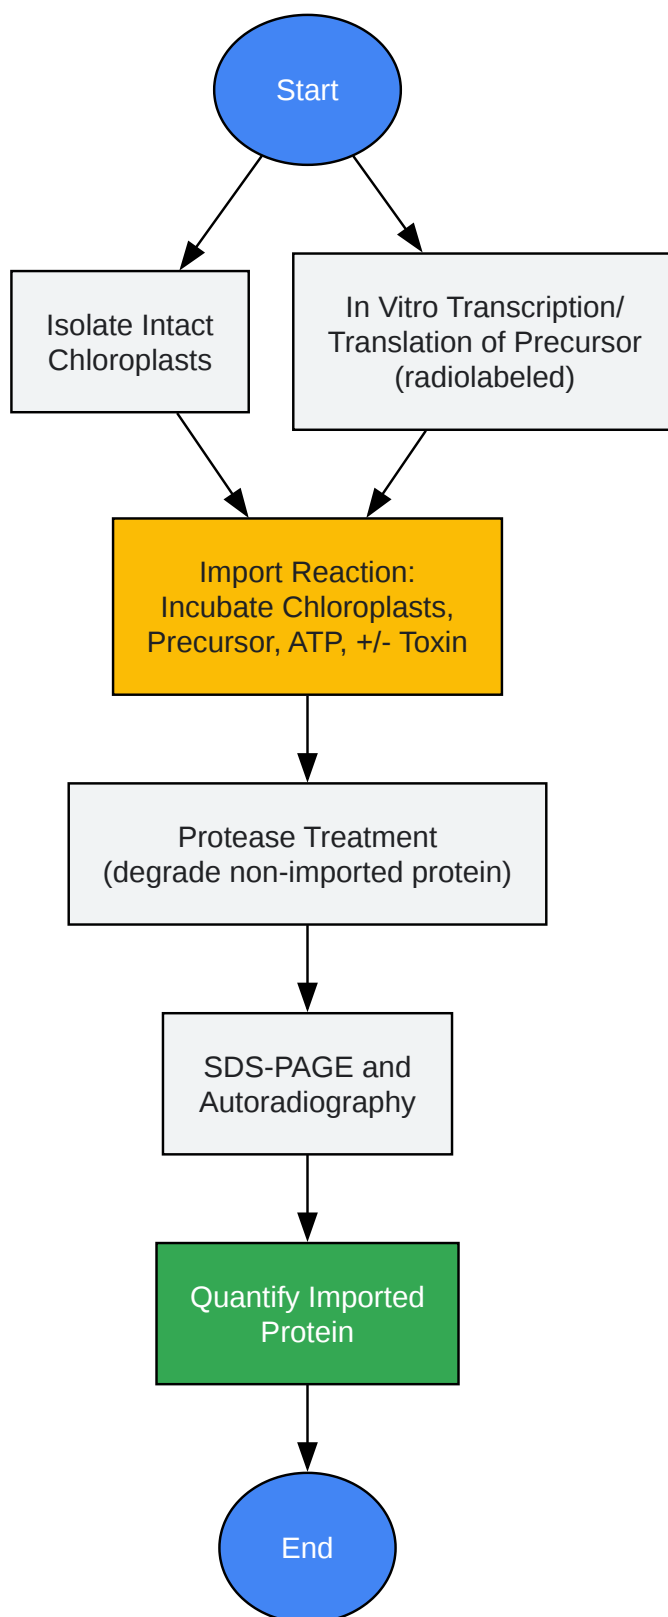 Start
Isolate Intact
Chloroplasts
In Vitro Transcription/
Translation of Precursor
(radiolabeled)
Import Reaction:
Incubate Chloroplasts,
Precursor, ATP, +/- Toxin
Protease Treatment
(degrade non-imported protein)
SDS-PAGE and
Autoradiography
Quantify Imported
Protein
End